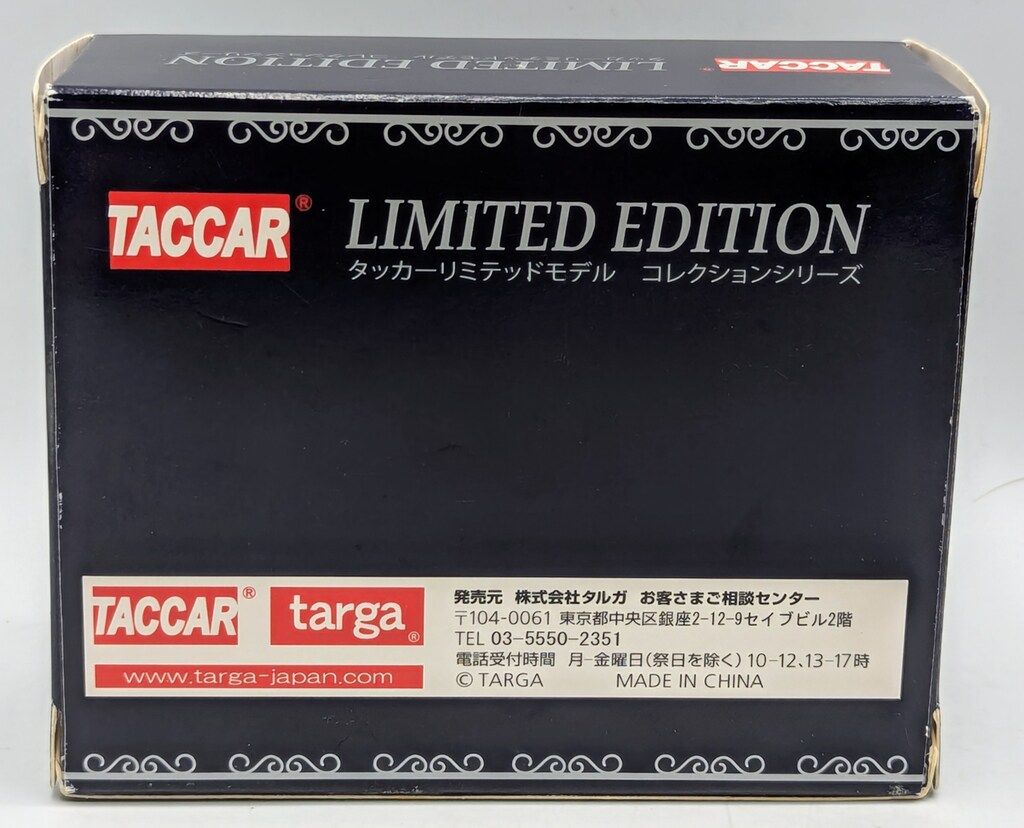 LIMITED EDITION TACCAR®
TACCAR® LIMITED EDITION
タッカーリミテッドモデル コレクションシリーズ
TACCAR® targa®
www.targa-japan.com
発売元 株式会社タルガ お客さまご相談センター
〒104-0061 東京都中央区銀座2-12-9セイブビル2階
TEL 03-5550-2351
電話受付時間 月-金曜日(祭日を除く) 10-12、13-17時
© TARGA MADE IN CHINA